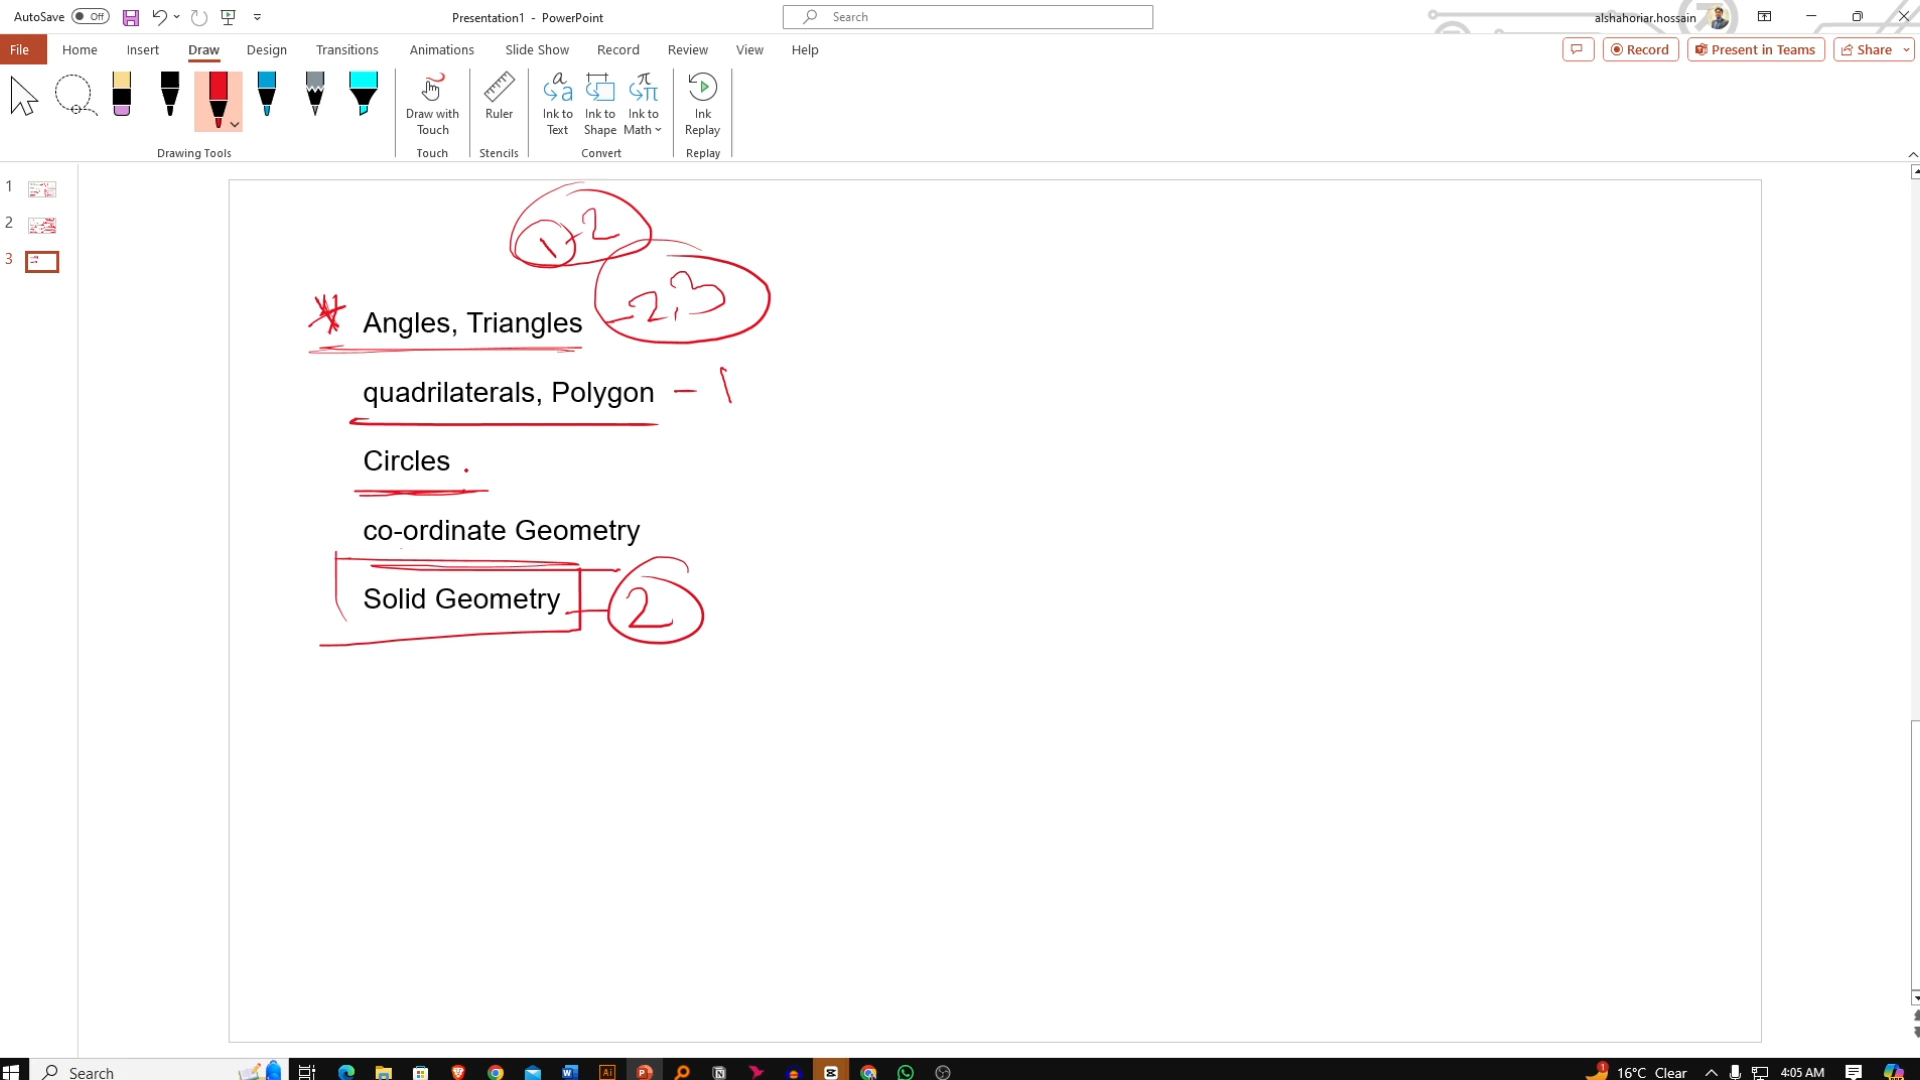 AutoSave Off Presentation1 - PowerPoint Search alshahoriar.hossain
File Home Insert Draw Design Transitions Animations Slide Show Record Review View Help Record Present in Teams Share
Draw with Touch
Ruler
Ink to Text
Ink to Shape
Ink to Math
Ink Replay
Drawing Tools Touch Stencils Convert Replay
1
2
3
1-2
Angles, Triangles -2,3
quadrilaterals, Polygon - 1
Circles .
co-ordinate Geometry
Solid Geometry - 2
Search 16°C Clear 4:05 AM